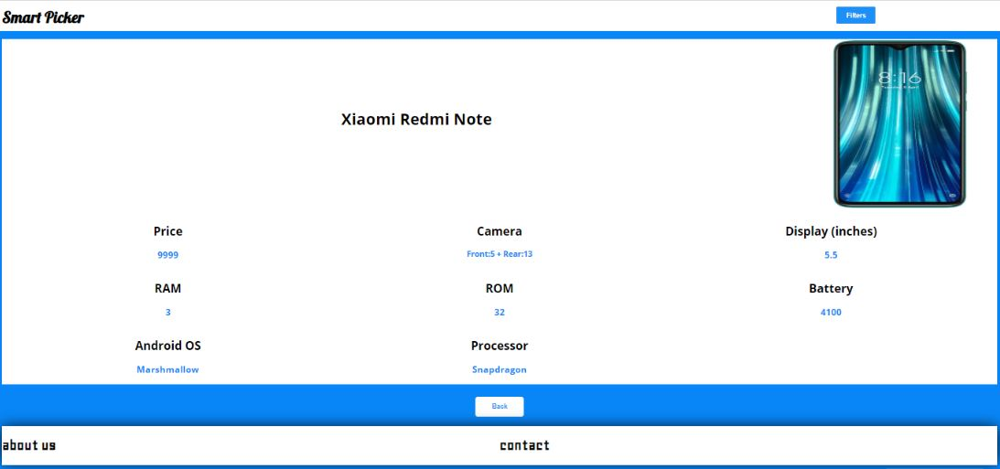 Smart Picker
Filters
8:16
Xiaomi Redmi Note
Price
Camera
Display (inches)
9999
Front:5 + Rear:13
5.5
RAM
ROM
Battery
3
32
4100
Android OS
Processor
Marshmallow
Snapdragon
Back
about us
contact